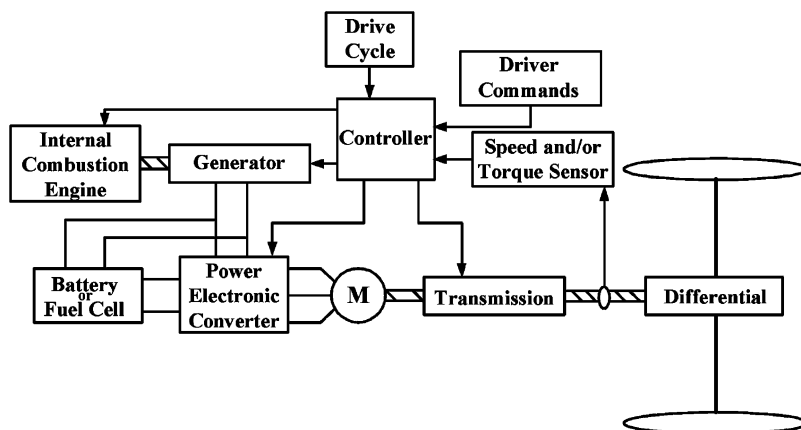 Drive
Cycle
Driver
Commands
Internal
Combustion
Engine
Generator
Controller
Speed and/or
Torque Sensor
Battery
or
Fuel Cell
Power
Electronic
Converter
M
Transmission
Differential